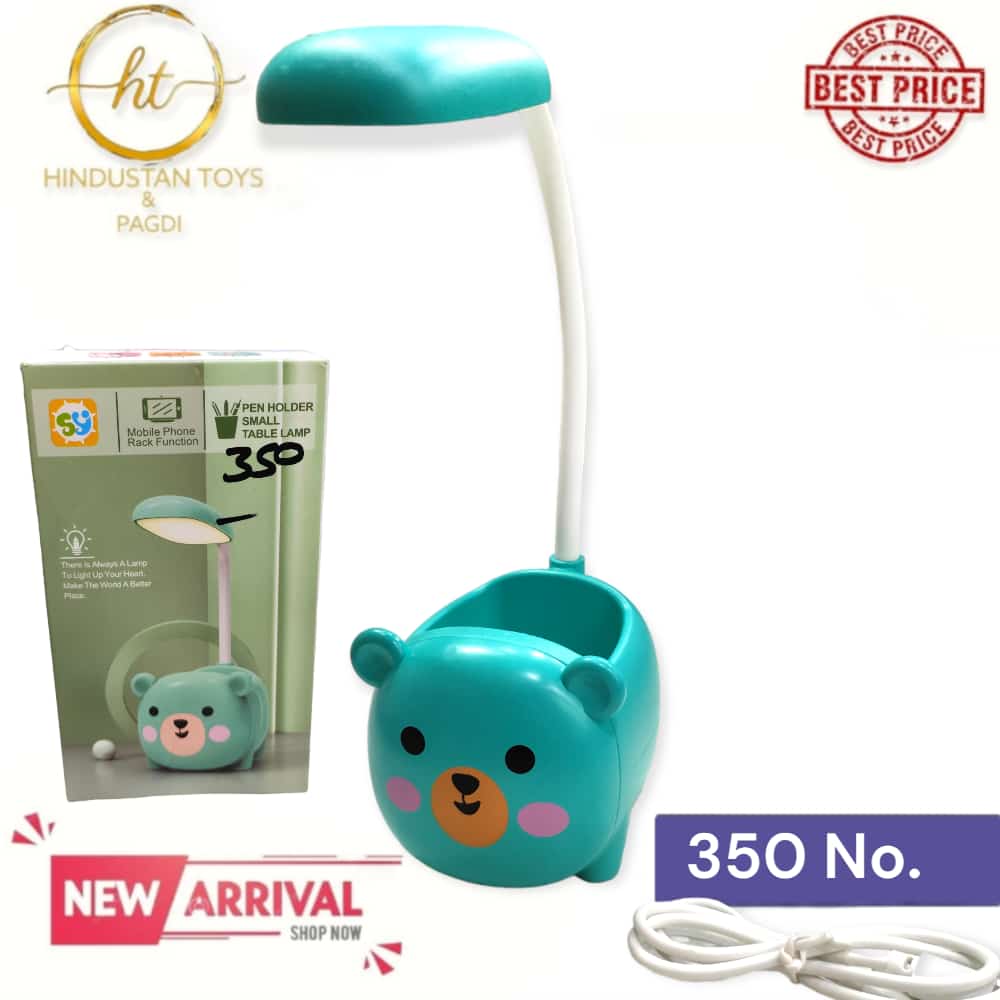 ht
HINDUSTAN TOYS
&
PAGDI
BEST PRICE
BEST PRICE
BEST PRICE
sy
Mobile Phone
Rack Function
PEN HOLDER
SMALL
TABLE LAMP
350
There Is Always A Lamp
To Light Up Your Heart.
Make The World A Better
Place.
NEW ARRIVAL
SHOP NOW
350 No.